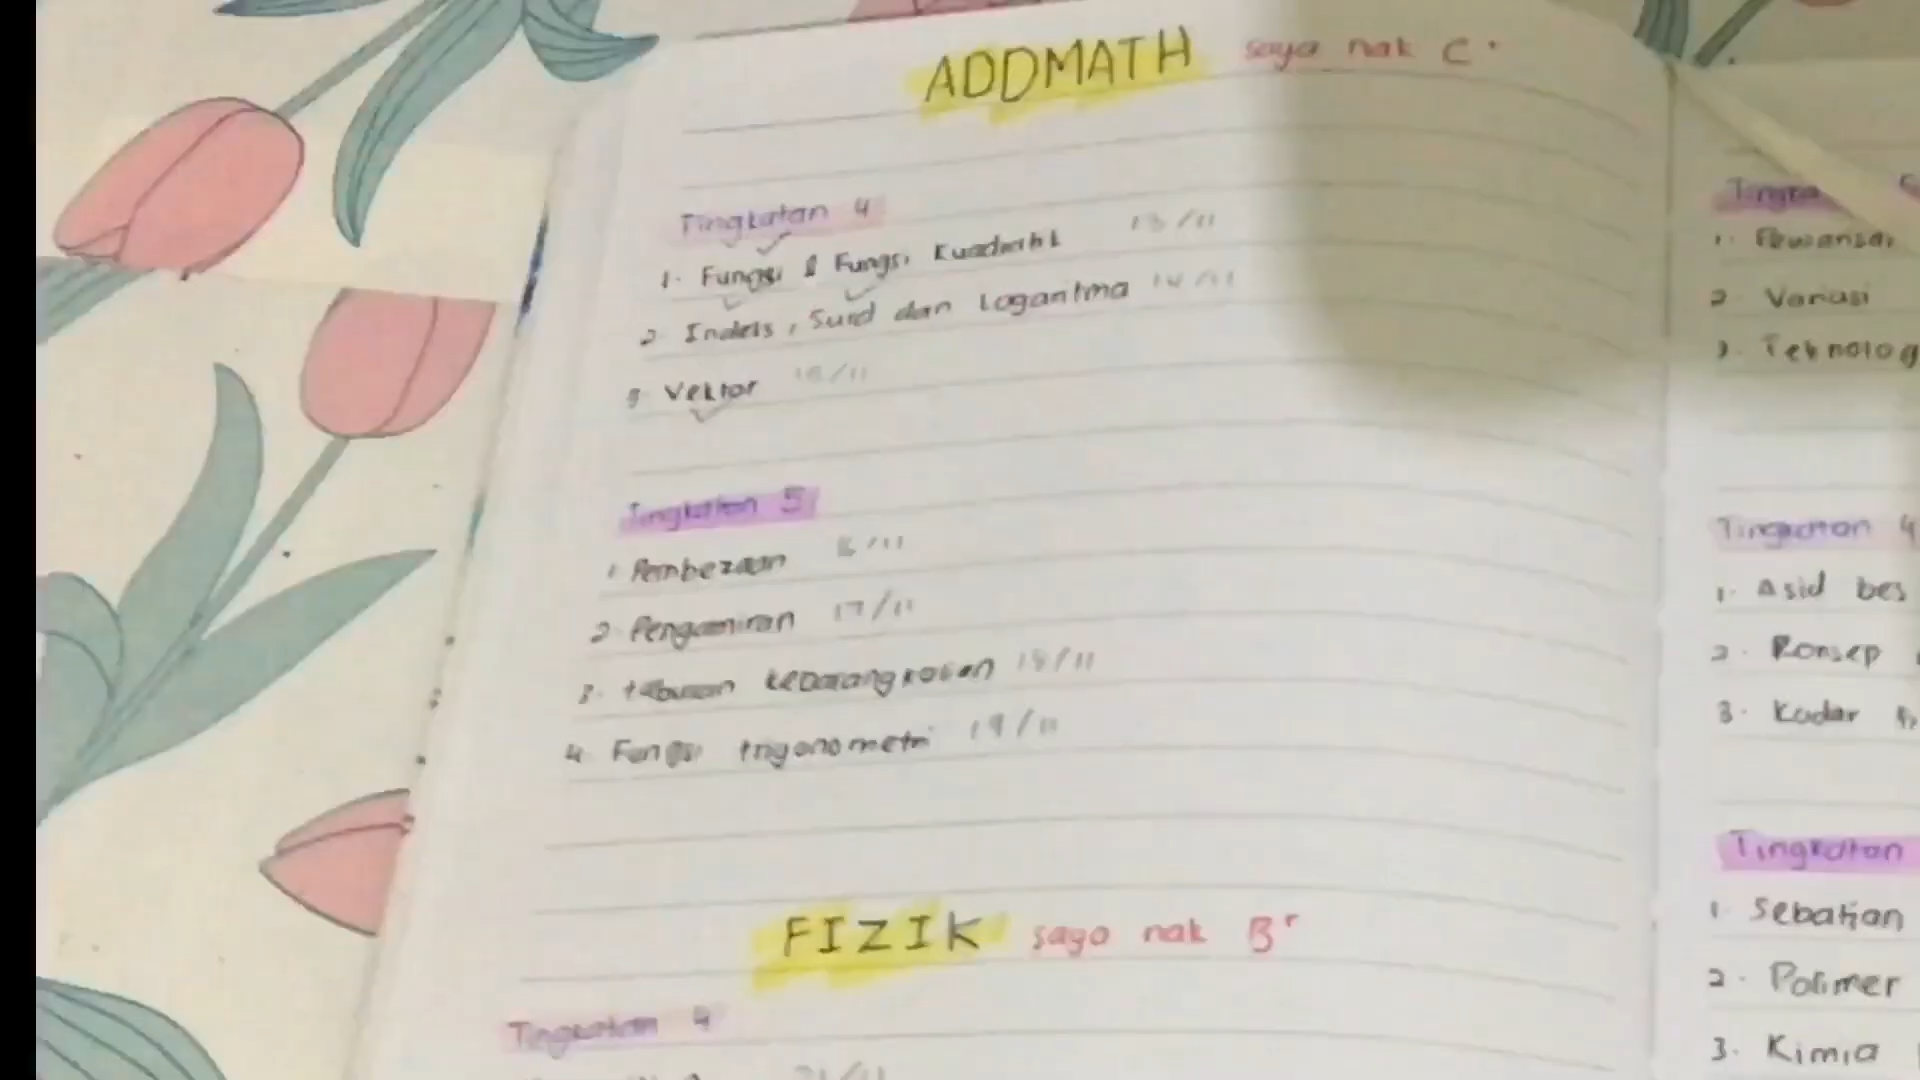 ADDMATH saya nak C+
Tingkatan 4
1. Fungsi & Fungsi Kuadratik 13/11
2. Indeks, Surd dan Logaritma 14/11
3. Vektor 15/11
Tingkatan 5
1. Pembezaan 16/11
2. Pengamiran 17/11
3. taburan kebarangkalian 18/11
4. Fungsi trigonometri 19/11
FIZIK saya nak B+
Tingkatan 4
21/11
1.
2. Variasi
3. Teknolog
Tingkatan 4
1. Asid bes
2. Konsep
3. Kadar
Tingkatan
1. Sebatian
2. Polimer
3. Kimia